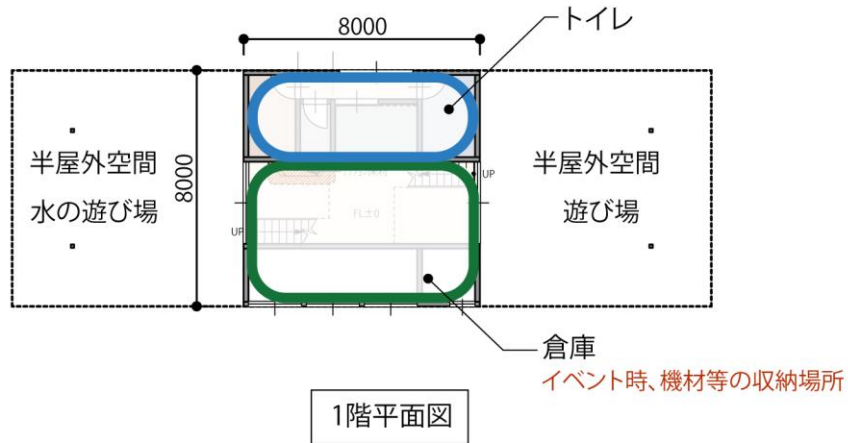 8000
トイレ
半屋外空間
水の遊び場
8000
半屋外空間
遊び場
UP
FL±0
UP
倉庫
イベント時、機材等の収納場所
1階平面図